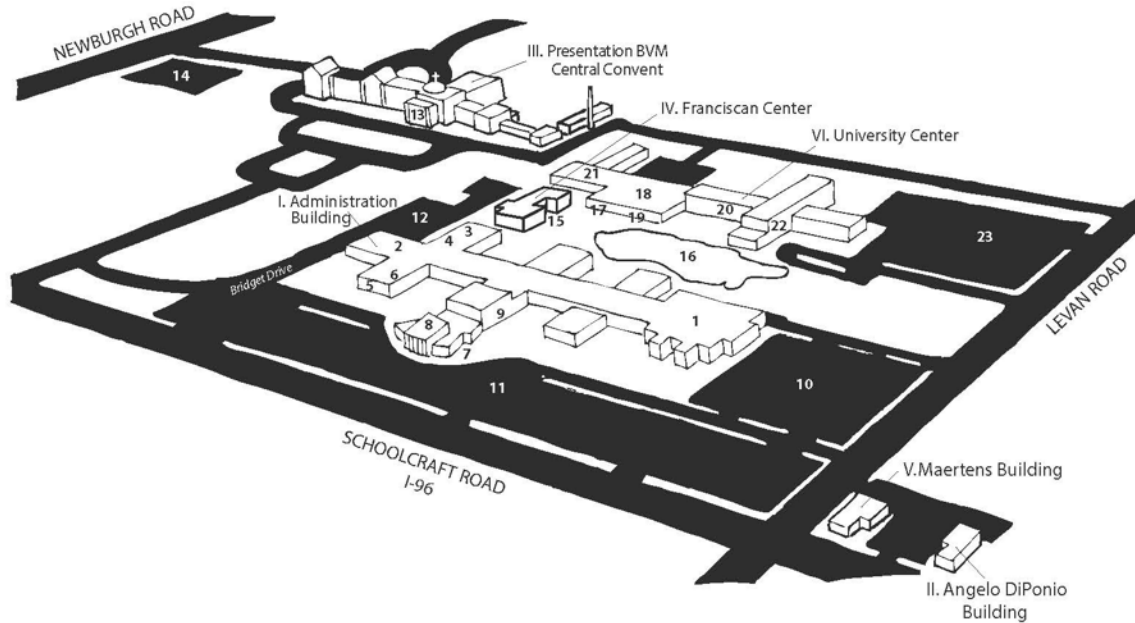 NEWBURGH ROAD
14
III. Presentation BVM
Central Convent
13
IV. Franciscan Center
VI. University Center
21
18
20
17
19
15
22
23
I. Administration
Building
12
3
4
2
16
Bridget Drive
6
5
LEVAN ROAD
9
8
7
1
10
11
SCHOOLCRAFT ROAD
I-96
V.Maertens Building
II. Angelo DiPonio
Building